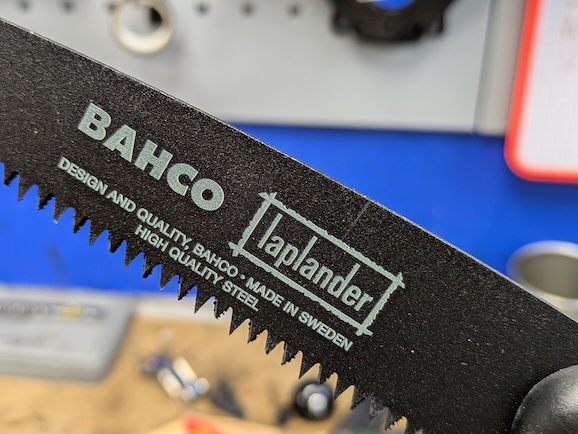 BAHCO
laplander
DESIGN AND QUALITY, BAHCO • MADE IN SWEDEN
HIGH QUALITY STEEL